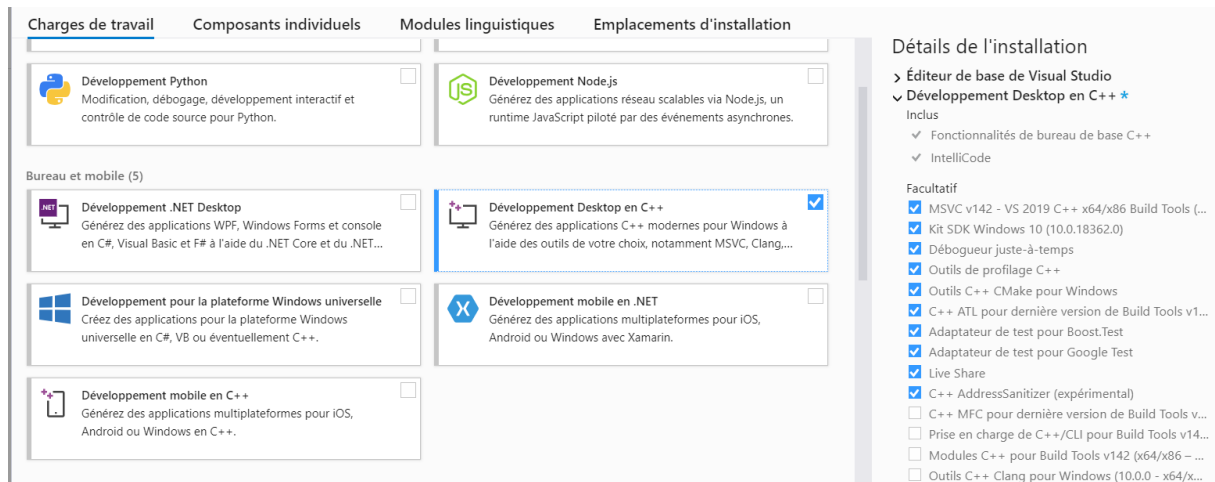 Charges de travail Composants individuels Modules linguistiques Emplacements d'installation
Développement Python
Modification, débogage, développement interactif et
contrôle de code source pour Python.
JS
Développement Node.js
Générez des applications réseau scalables via Node.js, un
runtime JavaScript piloté par des événements asynchrones.
Bureau et mobile (5)
.NET
Développement .NET Desktop
Générez des applications WPF, Windows Forms et console
en C#, Visual Basic et F# à l'aide du .NET Core et du .NET...
Développement Desktop en C++
Générez des applications C++ modernes pour Windows à
l'aide des outils de votre choix, notamment MSVC, Clang,...
Développement pour la plateforme Windows universelle
Créez des applications pour la plateforme Windows
universelle en C#, VB ou éventuellement C++.
Développement mobile en .NET
Générez des applications multiplateformes pour iOS,
Android ou Windows avec Xamarin.
Développement mobile en C++
Générez des applications multiplateformes pour iOS,
Android ou Windows en C++.
Détails de l'installation
Éditeur de base de Visual Studio
Développement Desktop en C++ *
Inclus
Fonctionnalités de bureau de base C++
IntelliCode
Facultatif
MSVC v142 - VS 2019 C++ x64/x86 Build Tools (...
Kit SDK Windows 10 (10.0.18362.0)
Débogueur juste-à-temps
Outils de profilage C++
Outils C++ CMake pour Windows
C++ ATL pour dernière version de Build Tools v1...
Adaptateur de test pour Boost.Test
Adaptateur de test pour Google Test
Live Share
C++ AddressSanitizer (expérimental)
C++ MFC pour dernière version de Build Tools v...
Prise en charge de C++/CLI pour Build Tools v14...
Modules C++ pour Build Tools v142 (x64/x86 – ...
Outils C++ Clang pour Windows (10.0.0 - x64/x...